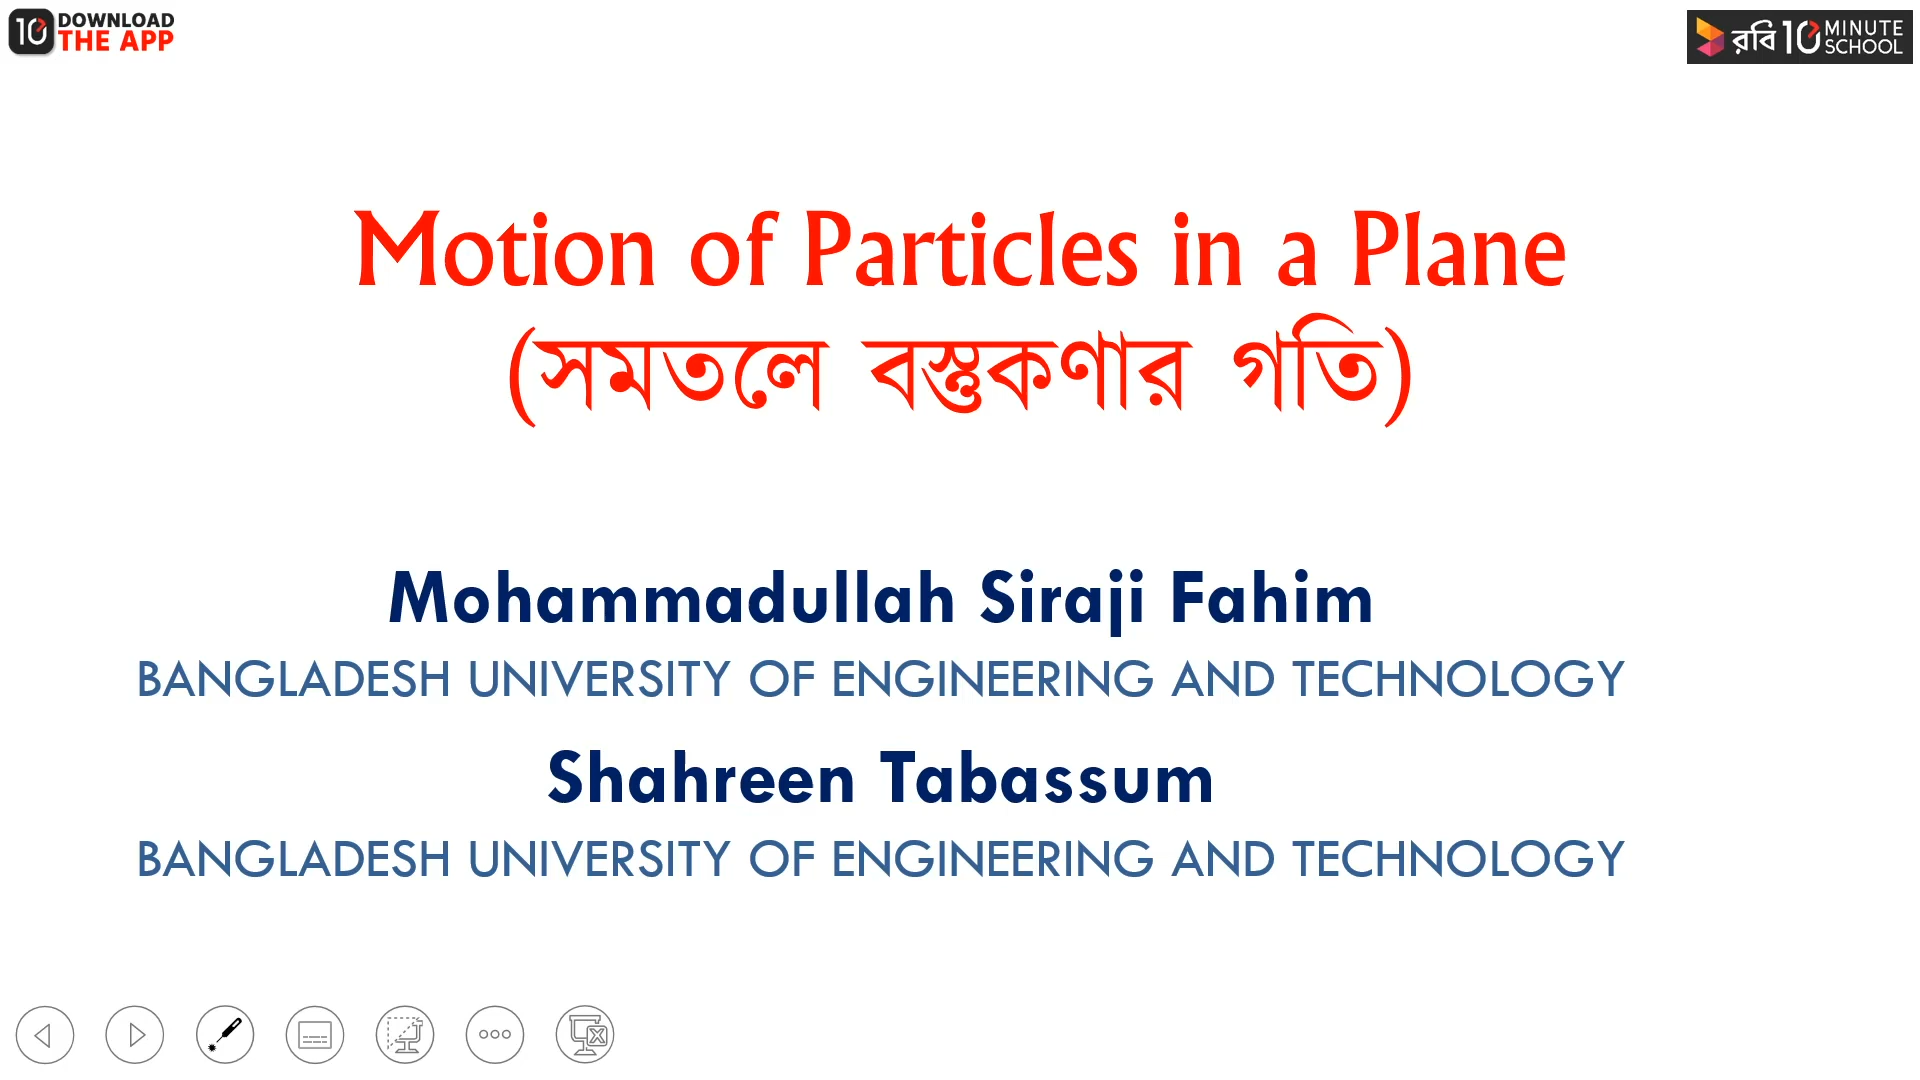 10 DOWNLOAD
THE APP
রবি 10 MINUTE
SCHOOL
Motion of Particles in a Plane
(সমতলে বস্তুকণার গতি)
Mohammadullah Siraji Fahim
BANGLADESH UNIVERSITY OF ENGINEERING AND TECHNOLOGY
Shahreen Tabassum
BANGLADESH UNIVERSITY OF ENGINEERING AND TECHNOLOGY